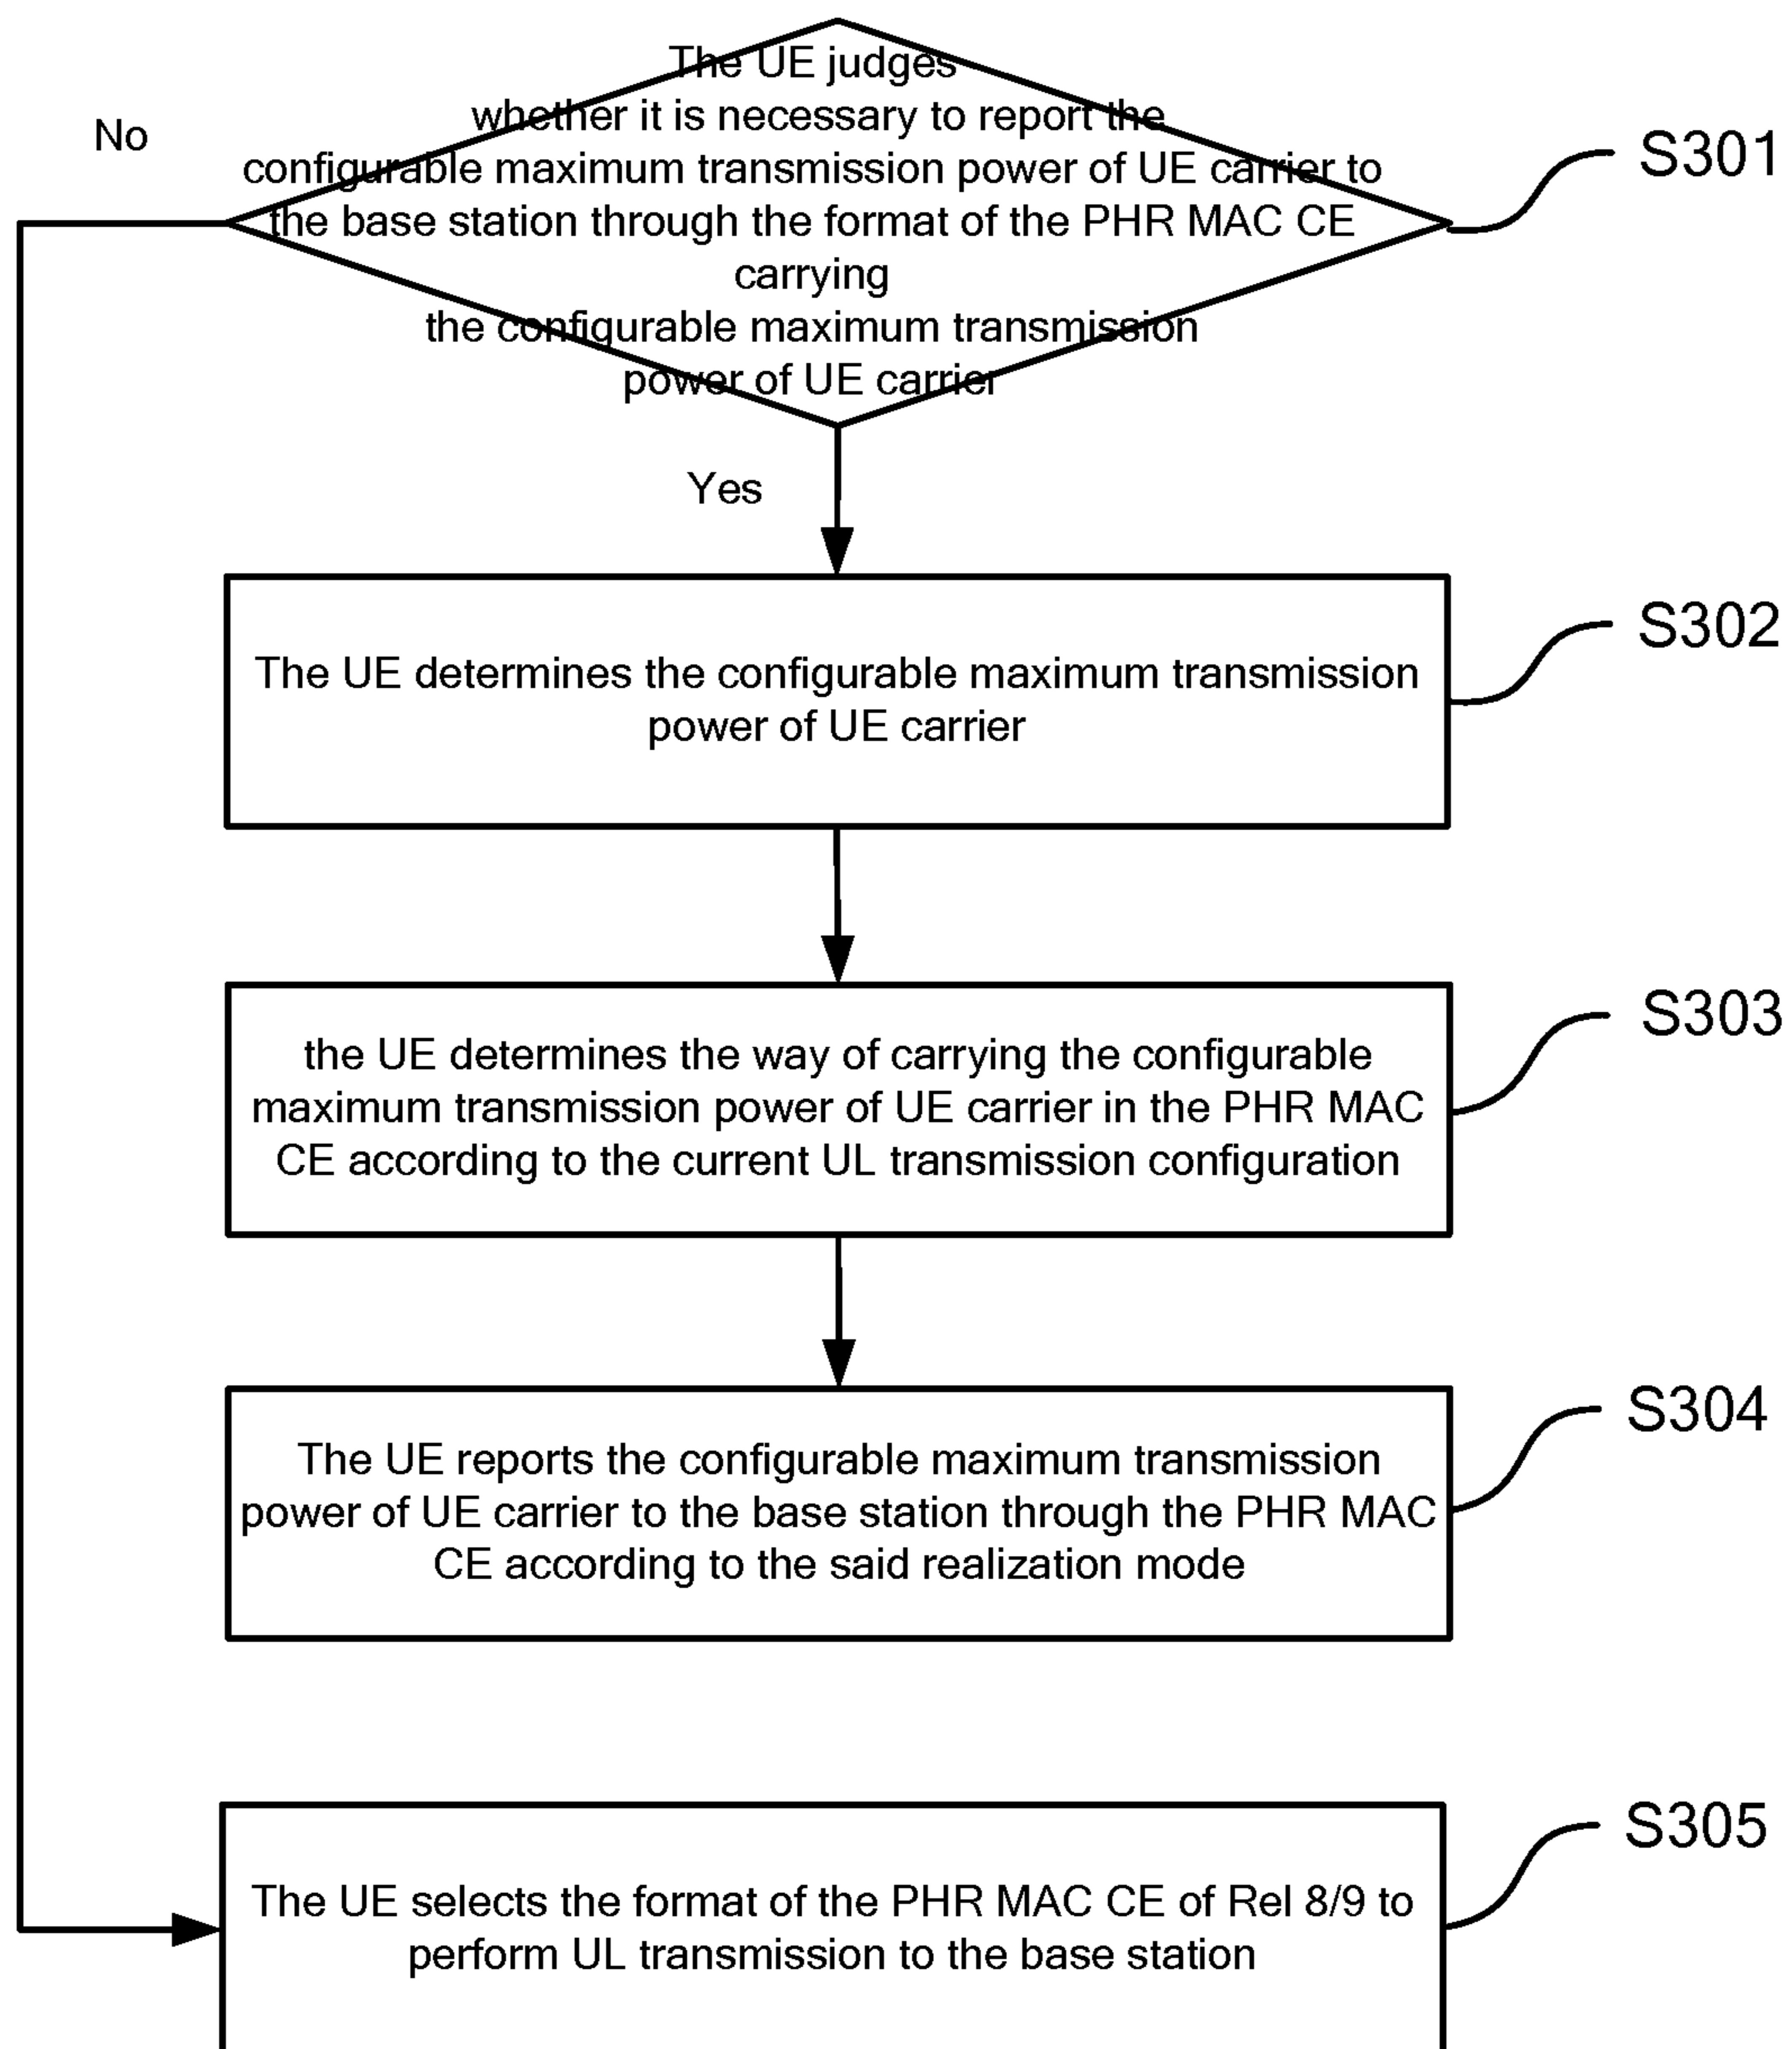 The UE judges
whether it is necessary to report the
configurable maximum transmission power of UE carrier to
the base station through the format of the PHR MAC CE
carrying
the configurable maximum transmission
power of UE carrier
No
S301
Yes
The UE determines the configurable maximum transmission
power of UE carrier
S302
the UE determines the way of carrying the configurable
maximum transmission power of UE carrier in the PHR MAC
CE according to the current UL transmission configuration
S303
The UE reports the configurable maximum transmission
power of UE carrier to the base station through the PHR MAC
CE according to the said realization mode
S304
The UE selects the format of the PHR MAC CE of Rel 8/9 to
perform UL transmission to the base station
S305